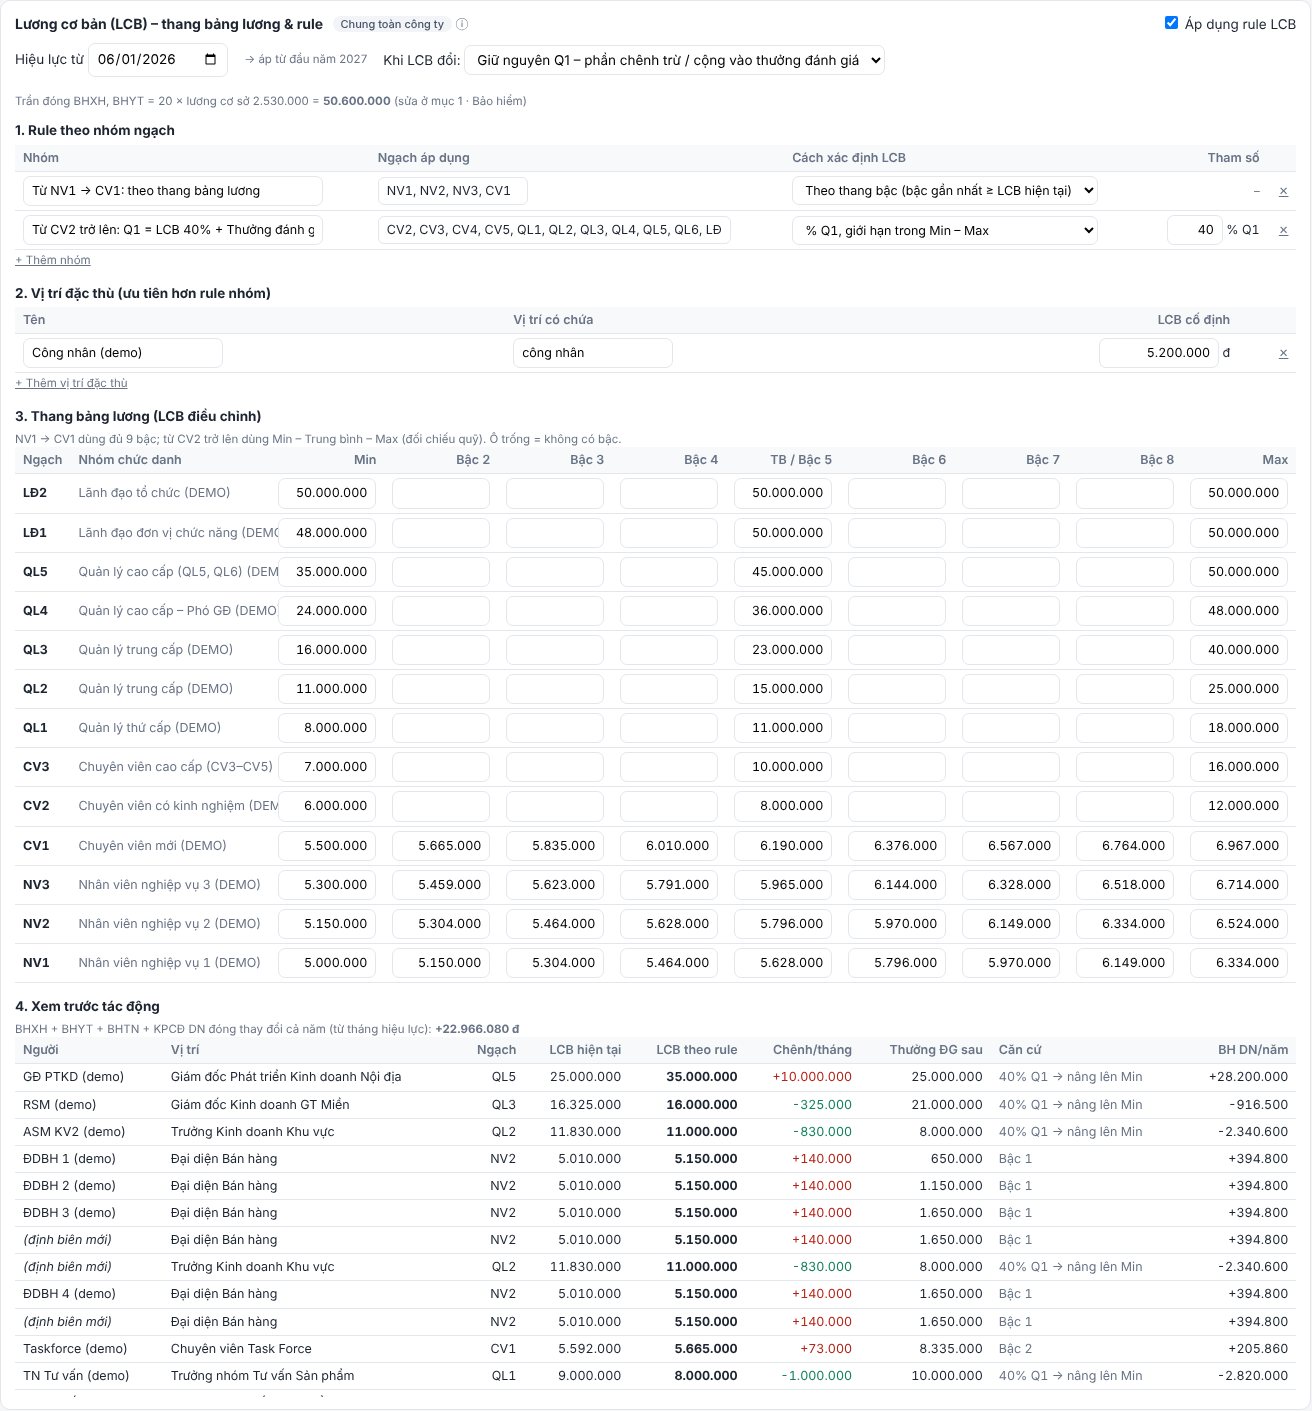 Lương cơ bản (LCB) – thang bảng lương & rule Chung toàn công ty ⓘ Áp dụng rule LCB
Hiệu lực từ 06/01/2026 → áp từ đầu năm 2027 Khi LCB đổi: Giữ nguyên Q1 – phần chênh trừ / cộng vào thưởng đánh giá
Trần đóng BHXH, BHYT = 20 × lương cơ sở 2.530.000 = 50.600.000 (sửa ở mục 1 · Bảo hiểm)
1. Rule theo nhóm ngạch
Nhóm Ngạch áp dụng Cách xác định LCB Tham số
Từ NV1 → CV1: theo thang bảng lương NV1, NV2, NV3, CV1 Theo thang bậc (bậc gần nhất ≥ LCB hiện tại) – ×
Từ CV2 trở lên: Q1 = LCB 40% + Thưởng đánh g CV2, CV3, CV4, CV5, QL1, QL2, QL3, QL4, QL5, QL6, LĐ % Q1, giới hạn trong Min – Max 40 % Q1 ×
+ Thêm nhóm
2. Vị trí đặc thù (ưu tiên hơn rule nhóm)
Tên Vị trí có chứa LCB cố định
Công nhân (demo) công nhân 5.200.000 đ ×
+ Thêm vị trí đặc thù
3. Thang bảng lương (LCB điều chỉnh)
NV1 → CV1 dùng đủ 9 bậc; từ CV2 trở lên dùng Min – Trung bình – Max (đối chiếu quỹ). Ô trống = không có bậc.
Ngạch Nhóm chức danh Min Bậc 2 Bậc 3 Bậc 4 TB / Bậc 5 Bậc 6 Bậc 7 Bậc 8 Max
LĐ2 Lãnh đạo tổ chức (DEMO) 50.000.000 50.000.000 50.000.000
LĐ1 Lãnh đạo đơn vị chức năng (DEMO 48.000.000 50.000.000 50.000.000
QL5 Quản lý cao cấp (QL5, QL6) (DEM 35.000.000 45.000.000 50.000.000
QL4 Quản lý cao cấp – Phó GĐ (DEMO) 24.000.000 36.000.000 48.000.000
QL3 Quản lý trung cấp (DEMO) 16.000.000 23.000.000 40.000.000
QL2 Quản lý trung cấp (DEMO) 11.000.000 15.000.000 25.000.000
QL1 Quản lý thứ cấp (DEMO) 8.000.000 11.000.000 18.000.000
CV3 Chuyên viên cao cấp (CV3–CV5) 7.000.000 10.000.000 16.000.000
CV2 Chuyên viên có kinh nghiệm (DEM 6.000.000 8.000.000 12.000.000
CV1 Chuyên viên mới (DEMO) 5.500.000 5.665.000 5.835.000 6.010.000 6.190.000 6.376.000 6.567.000 6.764.000 6.967.000
NV3 Nhân viên nghiệp vụ 3 (DEMO) 5.300.000 5.459.000 5.623.000 5.791.000 5.965.000 6.144.000 6.328.000 6.518.000 6.714.000
NV2 Nhân viên nghiệp vụ 2 (DEMO) 5.150.000 5.304.000 5.464.000 5.628.000 5.796.000 5.970.000 6.149.000 6.334.000 6.524.000
NV1 Nhân viên nghiệp vụ 1 (DEMO) 5.000.000 5.150.000 5.304.000 5.464.000 5.628.000 5.796.000 5.970.000 6.149.000 6.334.000
4. Xem trước tác động
BHXH + BHYT + BHTN + KPCĐ DN đóng thay đổi cả năm (từ tháng hiệu lực): +22.966.080 đ
Người Vị trí Ngạch LCB hiện tại LCB theo rule Chênh/tháng Thưởng ĐG sau Căn cứ BH DN/năm
GĐ PTKD (demo) Giám đốc Phát triển Kinh doanh Nội địa QL5 25.000.000 35.000.000 +10.000.000 25.000.000 40% Q1 → nâng lên Min +28.200.000
RSM (demo) Giám đốc Kinh doanh GT Miền QL3 16.325.000 16.000.000 -325.000 21.000.000 40% Q1 → nâng lên Min -916.500
ASM KV2 (demo) Trưởng Kinh doanh Khu vực QL2 11.830.000 11.000.000 -830.000 8.000.000 40% Q1 → nâng lên Min -2.340.600
ĐDBH 1 (demo) Đại diện Bán hàng NV2 5.010.000 5.150.000 +140.000 650.000 Bậc 1 +394.800
ĐDBH 2 (demo) Đại diện Bán hàng NV2 5.010.000 5.150.000 +140.000 1.150.000 Bậc 1 +394.800
ĐDBH 3 (demo) Đại diện Bán hàng NV2 5.010.000 5.150.000 +140.000 1.650.000 Bậc 1 +394.800
(định biên mới) Đại diện Bán hàng NV2 5.010.000 5.150.000 +140.000 1.650.000 Bậc 1 +394.800
(định biên mới) Trưởng Kinh doanh Khu vực QL2 11.830.000 11.000.000 -830.000 8.000.000 40% Q1 → nâng lên Min -2.340.600
ĐDBH 4 (demo) Đại diện Bán hàng NV2 5.010.000 5.150.000 +140.000 1.650.000 Bậc 1 +394.800
(định biên mới) Đại diện Bán hàng NV2 5.010.000 5.150.000 +140.000 1.650.000 Bậc 1 +394.800
Taskforce (demo) Chuyên viên Task Force CV1 5.592.000 5.665.000 +73.000 8.335.000 Bậc 2 +205.860
TN Tư vấn (demo) Trưởng nhóm Tư vấn Sản phẩm QL1 9.000.000 8.000.000 -1.000.000 10.000.000 40% Q1 → nâng lên Min -2.820.000